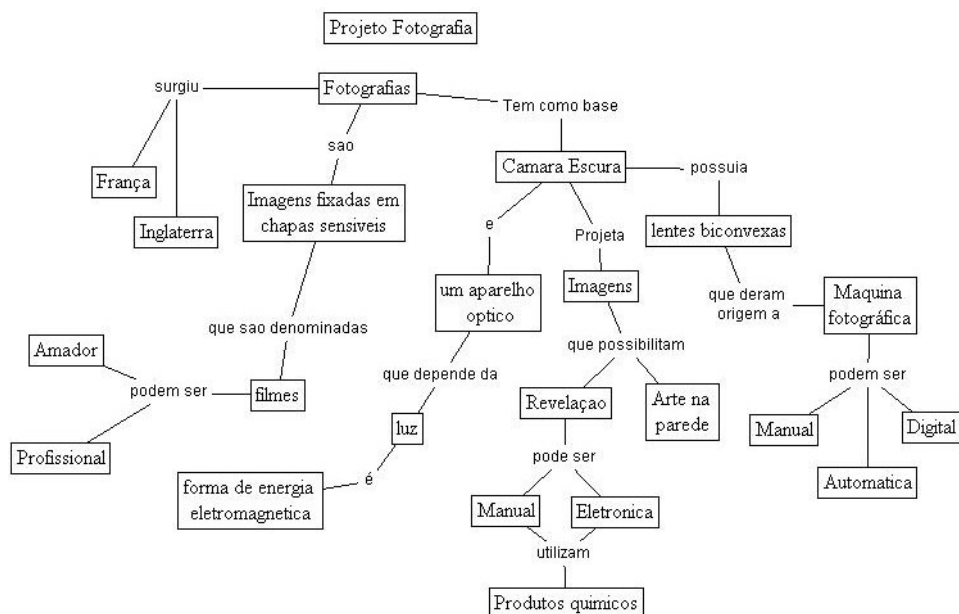 Projeto Fotografia
surgiu
Fotografias
Tem como base
França
Inglaterra
sao
Imagens fixadas em
chapas sensiveis
Camara Escura
possuia
lentes biconvexas
e
Projeta
um aparelho
optico
Imagens
que deram
origem a
Maquina
fotográfica
que sao denominadas
Amador
podem ser
filmes
Profissional
que depende da
luz
é
forma de energia
eletromagnetica
que possibilitam
Revelaçao
Arte na
parede
pode ser
Manual
Eletronica
utilizam
Produtos quimicos
podem ser
Manual
Digital
Automatica